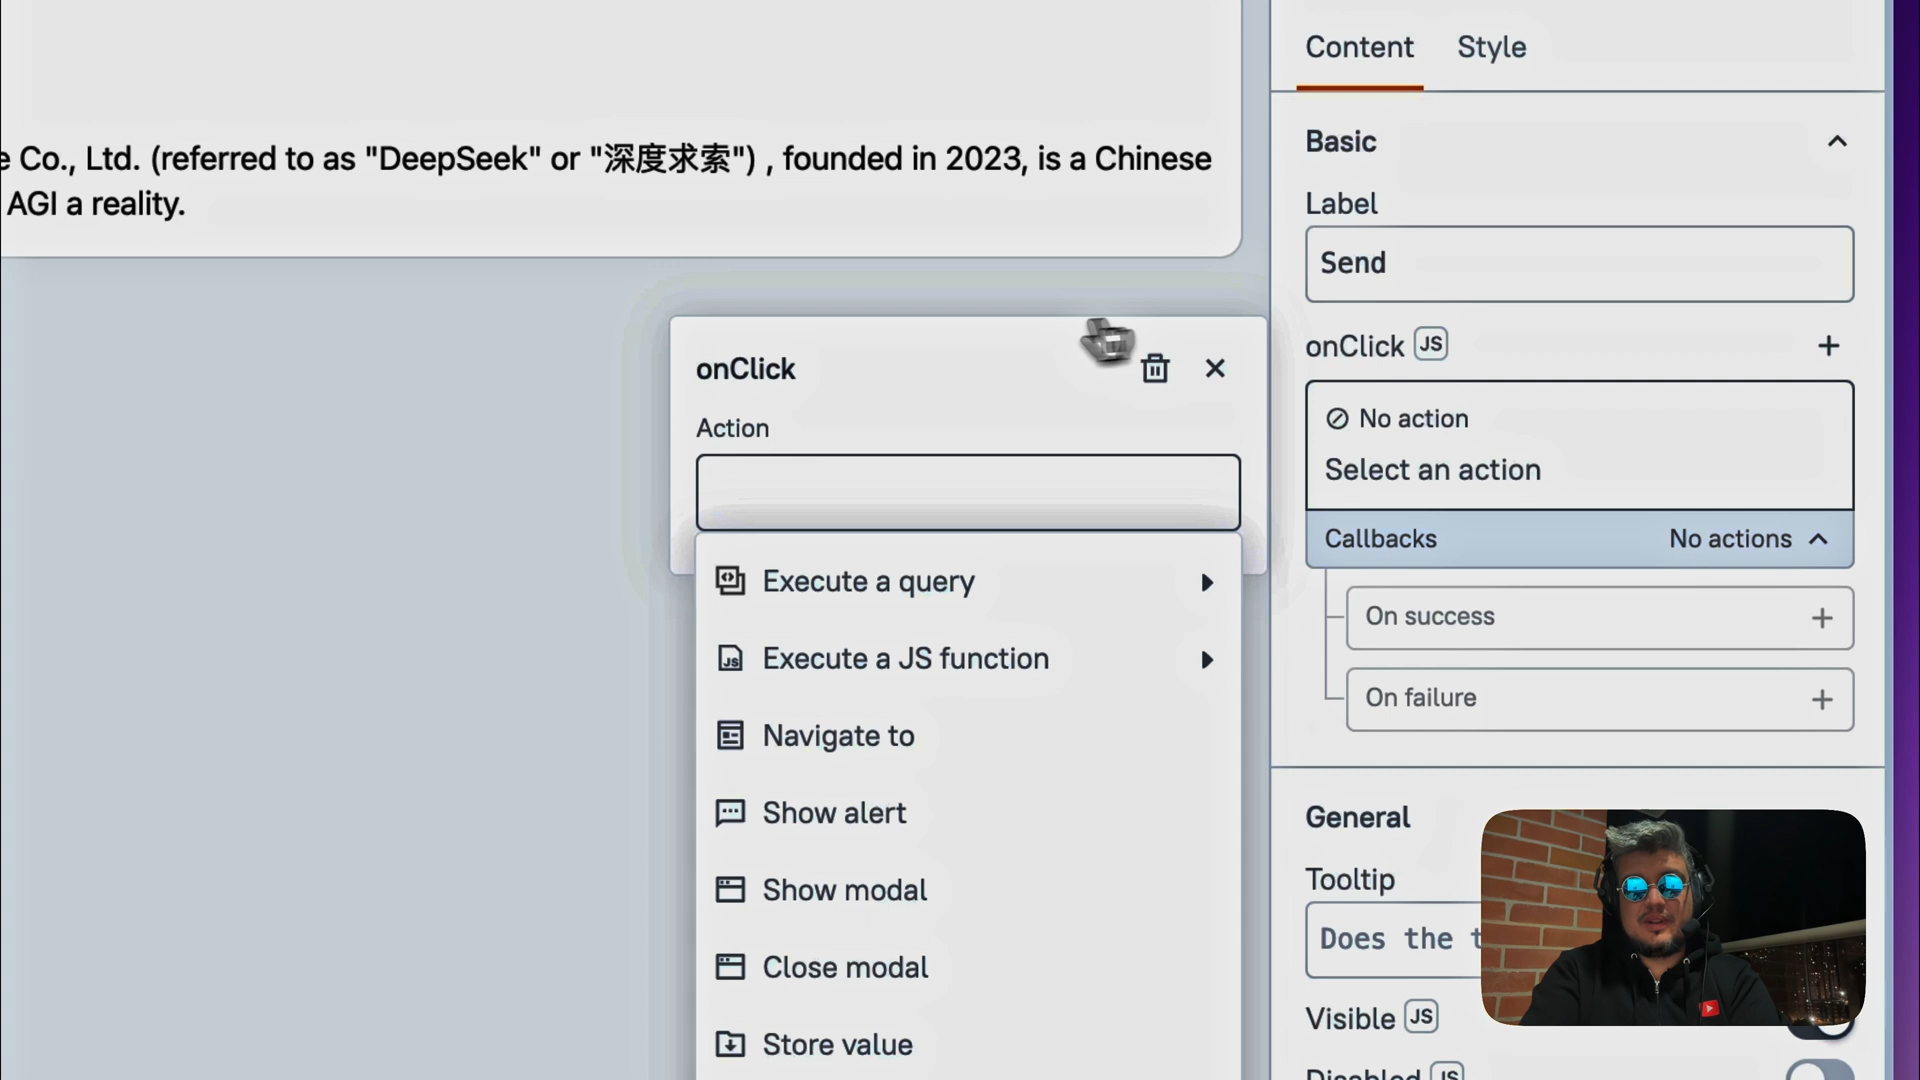 e Co., Ltd. (referred to as "DeepSeek" or "深度求索") , founded in 2023, is a Chinese
AGI a reality.
onClick
Action
Execute a query
Execute a JS function
Navigate to
Show alert
Show modal
Close modal
Store value
Content Style
Basic
Label
Send
onClick JS
No action
Select an action
Callbacks No actions
On success
On failure
General
Tooltip
Does the t
Visible JS
Disabled JS